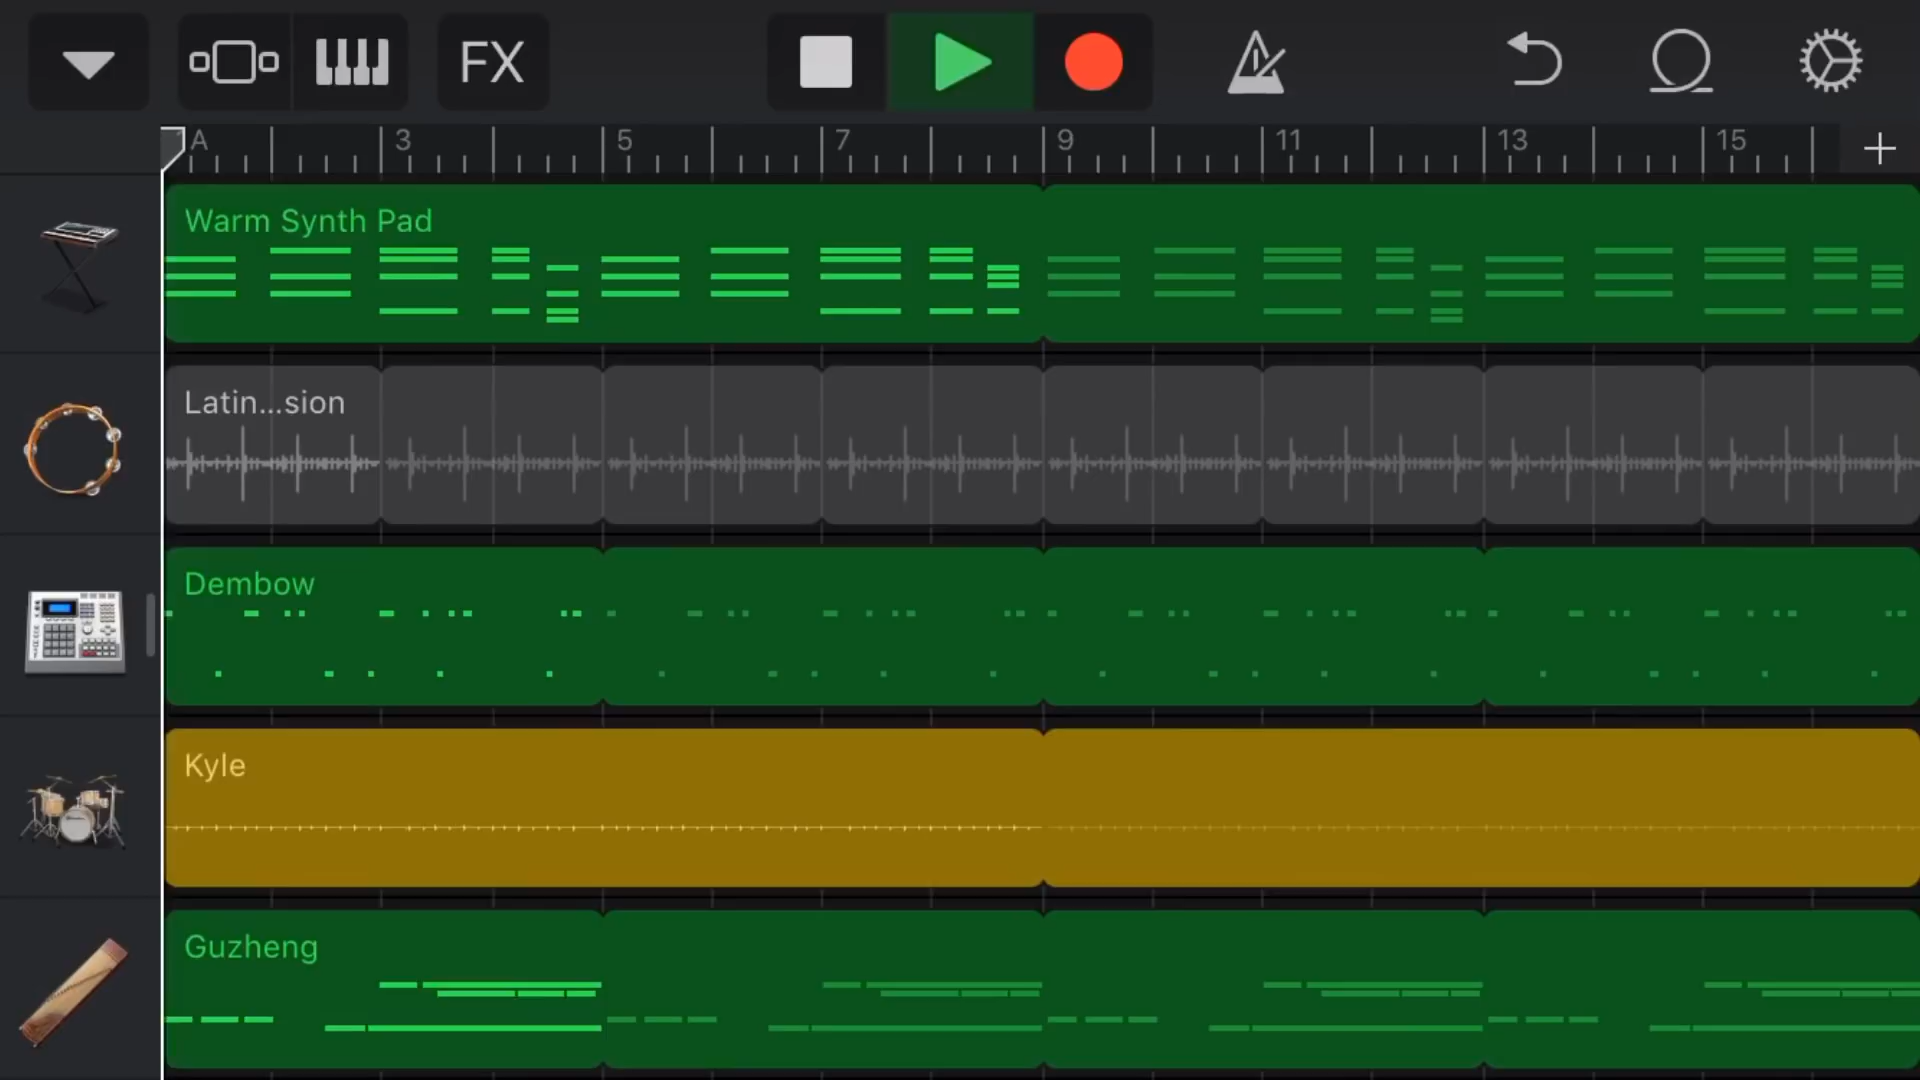 FX
A 3 5 7 9 11 13 15
Warm Synth Pad
Latin...sion
Dembow
Kyle
Guzheng